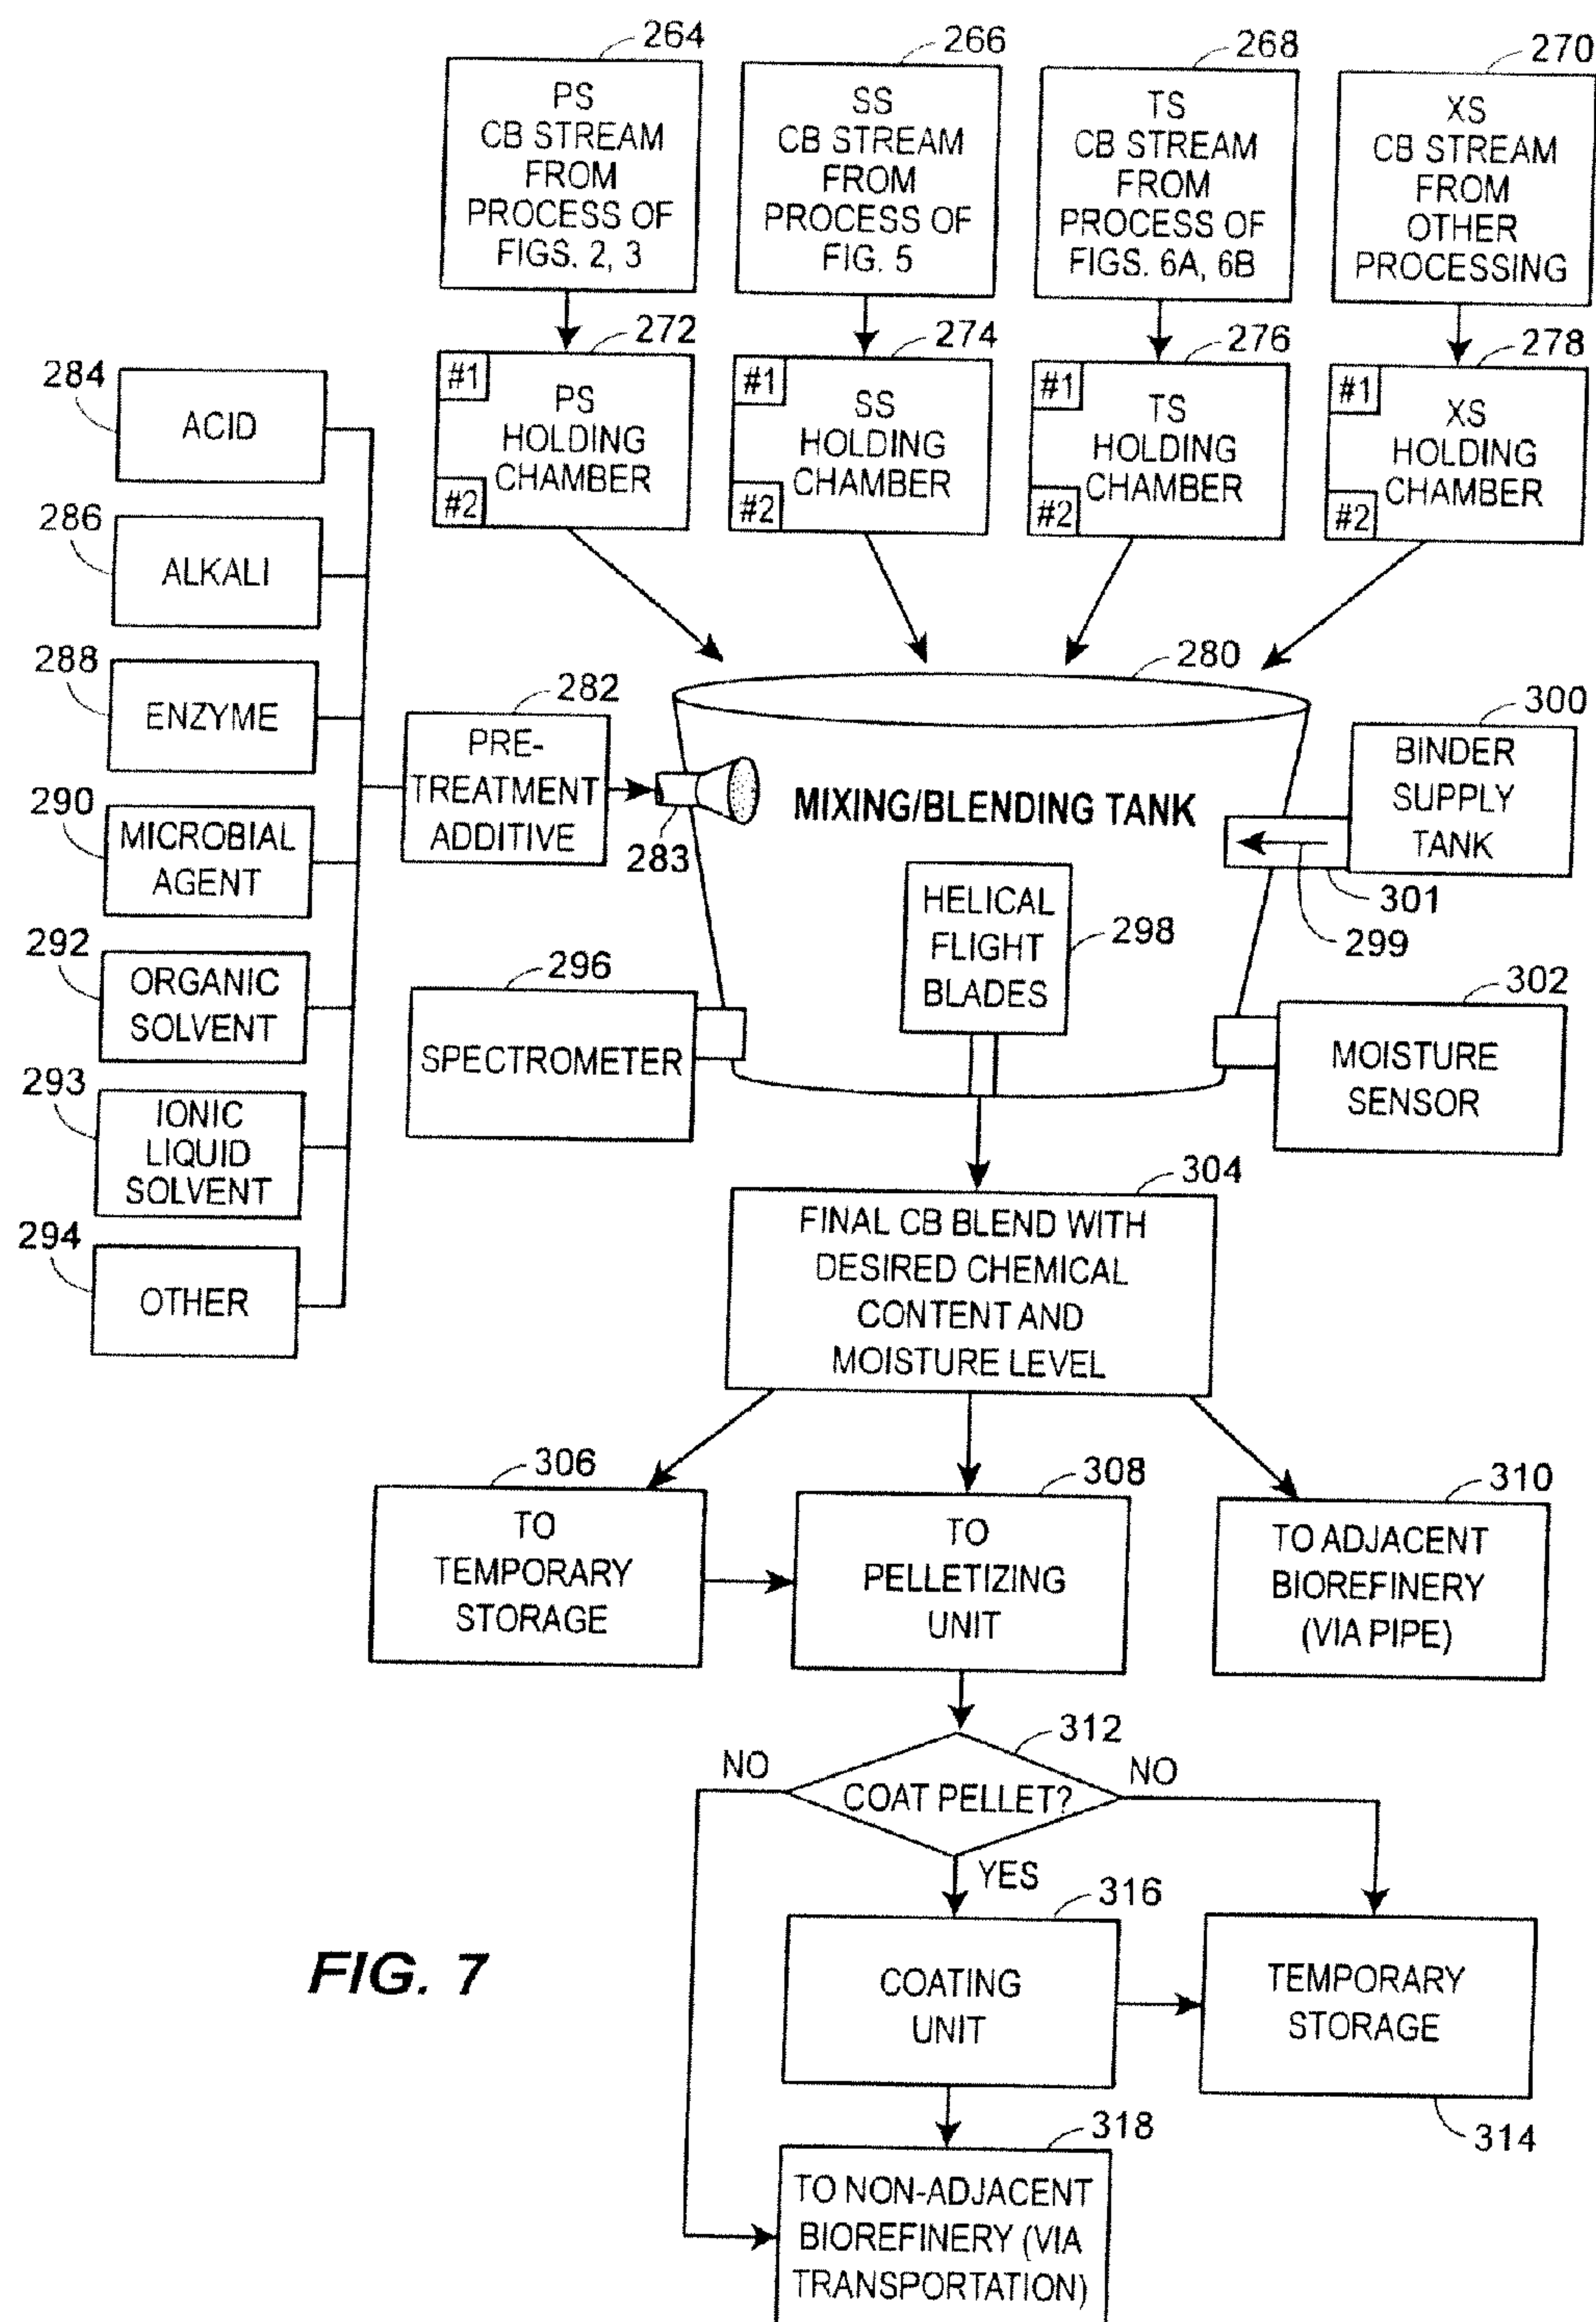 264
266
268
270
PS
CB STREAM
FROM
PROCESS OF
FIGS. 2, 3
SS
CB STREAM
FROM
PROCESS OF
FIG. 5
TS
CB STREAM
FROM
PROCESS OF
FIGS. 6A, 6B
XS
CB STREAM
FROM
OTHER
PROCESSING
272
274
276
278
#1
PS
HOLDING
CHAMBER
#2
#1
SS
HOLDING
CHAMBER
#2
#1
TS
HOLDING
CHAMBER
#2
#1
XS
HOLDING
CHAMBER
#2
284
ACID
286
ALKALI
288
ENZYME
290
MICROBIAL
AGENT
292
ORGANIC
SOLVENT
293
IONIC
LIQUID
SOLVENT
294
OTHER
282
PRE-
TREATMENT
ADDITIVE
283
280
MIXING/BLENDING TANK
300
BINDER
SUPPLY
TANK
301
299
HELICAL
FLIGHT
BLADES
298
296
SPECTROMETER
302
MOISTURE
SENSOR
304
FINAL CB BLEND WITH
DESIRED CHEMICAL
CONTENT AND
MOISTURE LEVEL
306
TO
TEMPORARY
STORAGE
308
TO
PELLETIZING
UNIT
310
TO ADJACENT
BIOREFINERY
(VIA PIPE)
312
NO
COAT PELLET?
NO
YES
316
COATING
UNIT
TEMPORARY
STORAGE
314
318
TO NON-ADJACENT
BIOREFINERY (VIA
TRANSPORTATION)
FIG. 7